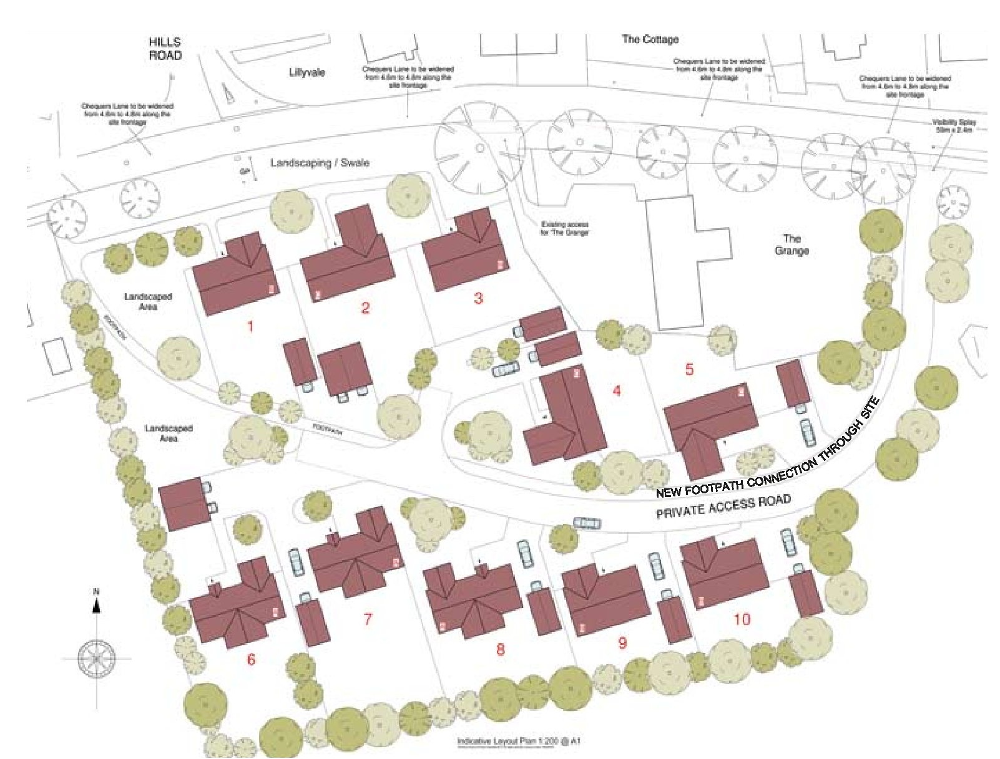 HILLS
ROAD
Lillyvale
The Cottage
Chequers Lane to be widened
from 4.6m to 4.8m along the
site frontage
Chequers Lane to be widened
from 4.6m to 4.8m along the
site frontage
Chequers Lane to be widened
from 4.6m to 4.8m along the
site frontage
Chequers Lane to be widened
from 4.6m to 4.8m along the
site frontage
Visibility Splay
59m x 2.4m
Landscaping / Swale
GP
Existing access
for 'The Grange'
The
Grange
Landscaped
Area
FOOTPATH
1
2
3
4
5
Landscaped
Area
FOOTPATH
NEW FOOTPATH CONNECTION THROUGH SITE
PRIVATE ACCESS ROAD
6
7
8
9
10
N
Indicative Layout Plan 1:200 @ A1